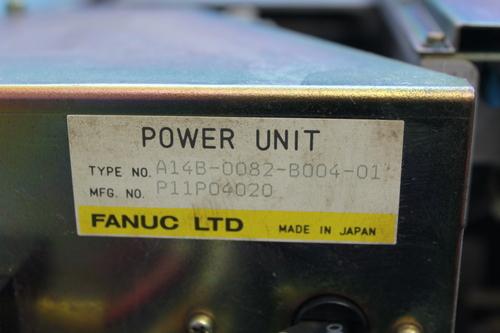 POWER UNIT
TYPE NO. A14B-0082-B004-01
MFG. NO. P11P04020
FANUC LTD MADE IN JAPAN